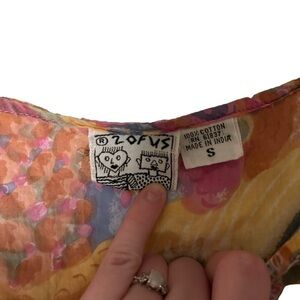 ® 2 OF US
100% COTTON
RN 61837
MADE IN INDIA
S